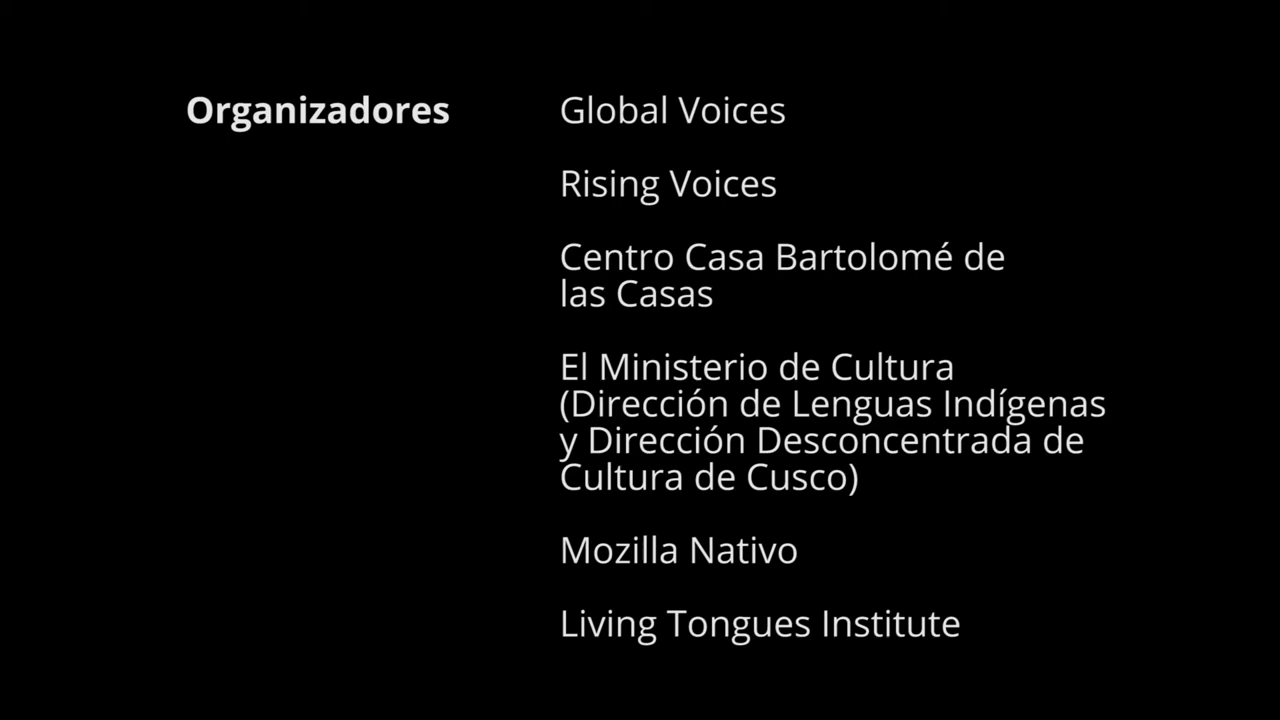 Organizadores
Global Voices
Rising Voices
Centro Casa Bartolomé de
las Casas
El Ministerio de Cultura
(Dirección de Lenguas Indígenas
y Dirección Desconcentrada de
Cultura de Cusco)
Mozilla Nativo
Living Tongues Institute